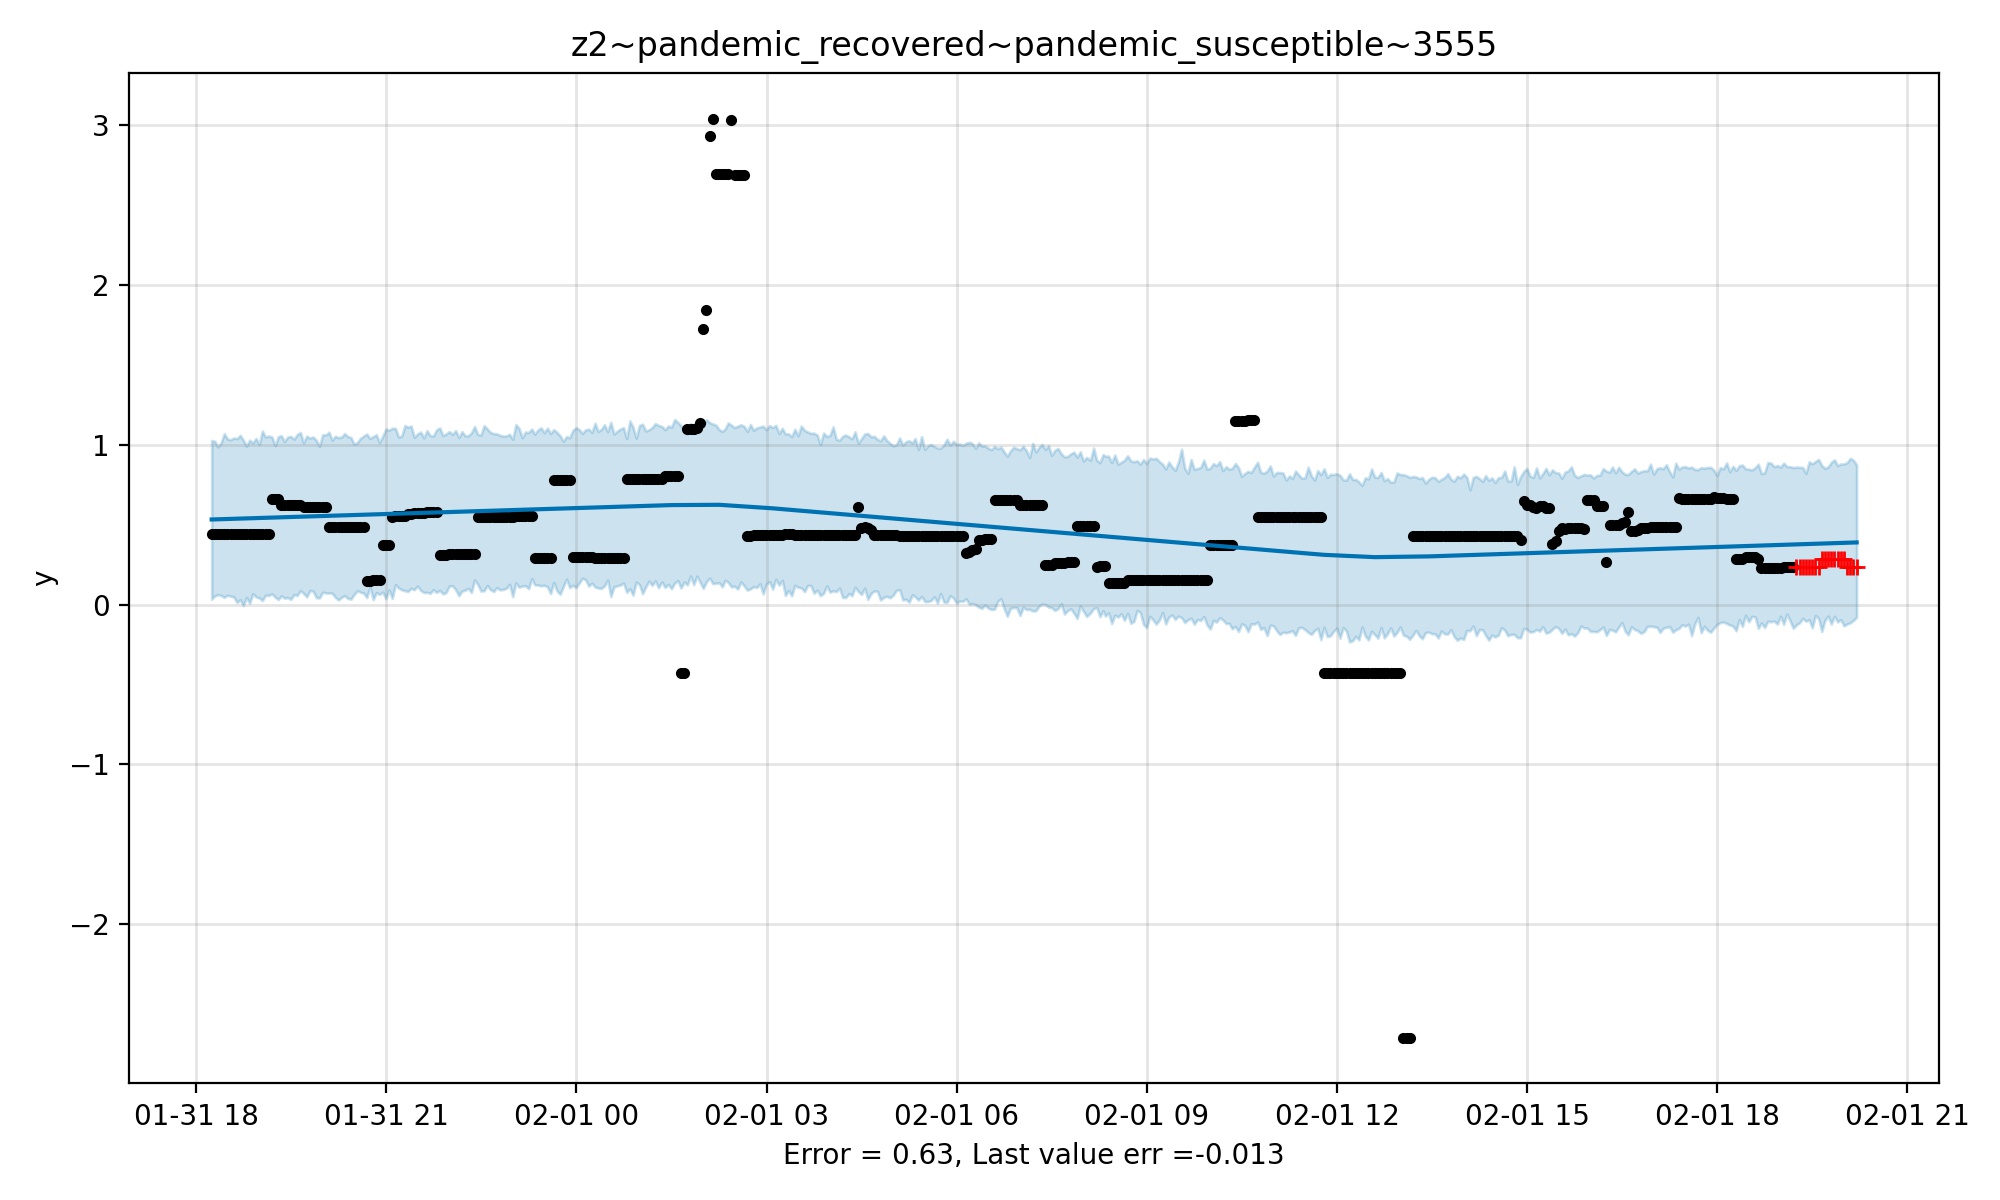 z2~pandemic_recovered~pandemic_susceptible~3555
3
2
1
0
−1
−2
y
01-31 18 01-31 21 02-01 00 02-01 03 02-01 06 02-01 09 02-01 12 02-01 15 02-01 18 02-01 21
Error = 0.63, Last value err =-0.013